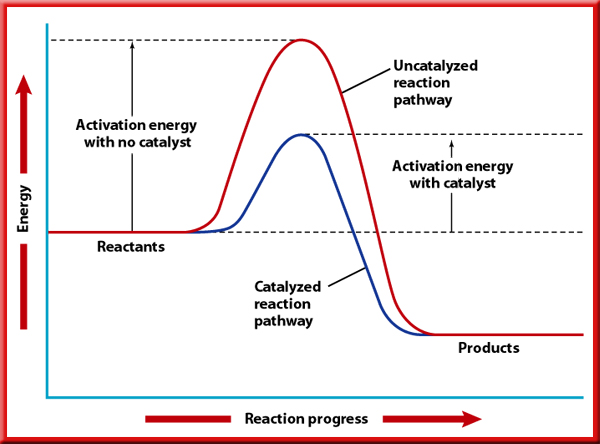 Uncatalyzed
reaction
pathway
Activation energy
with no catalyst
Activation energy
with catalyst
Energy
Reactants
Catalyzed
reaction
pathway
Products
Reaction progress